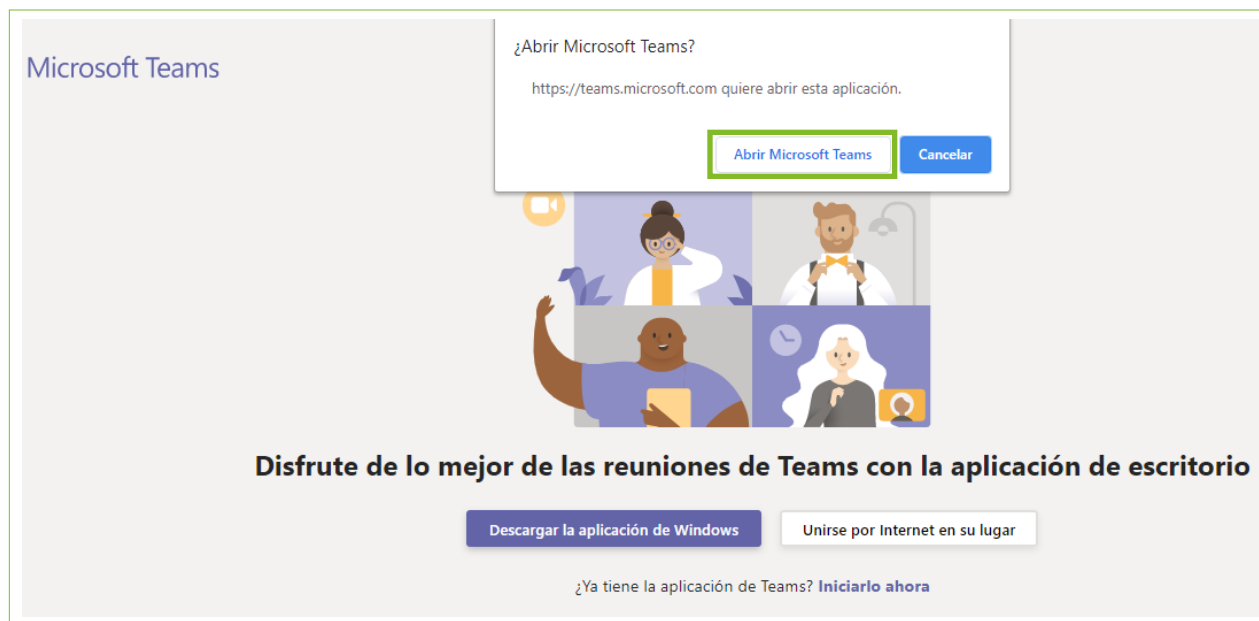 ¿Abrir Microsoft Teams?
Microsoft Teams
https://teams.microsoft.com quiere abrir esta aplicación.
Abrir Microsoft Teams
Cancelar
Disfrute de lo mejor de las reuniones de Teams con la aplicación de escritorio
Descargar la aplicación de Windows
Unirse por Internet en su lugar
¿Ya tiene la aplicación de Teams? Iniciarlo ahora